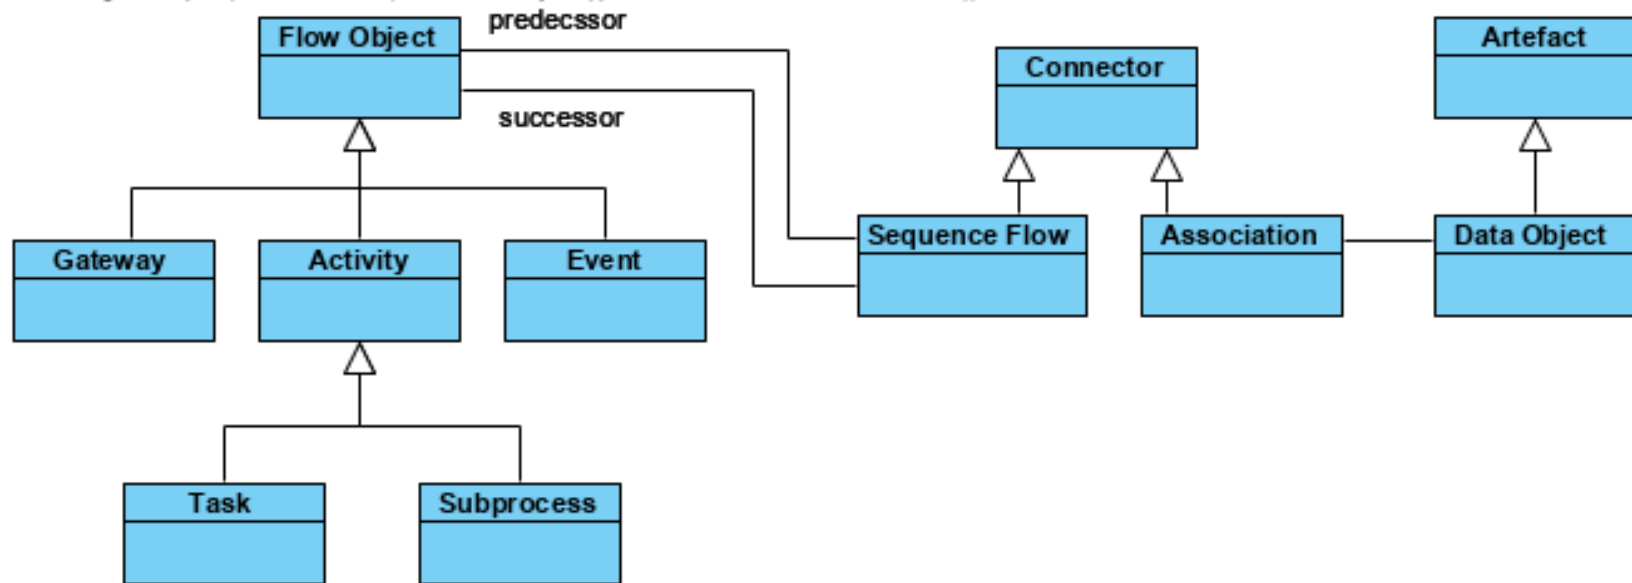 predecssor
Flow Object
Artefact
Connector
successor
Sequence Flow
Association
Data Object
Gateway
Activity
Event
Task
Subprocess